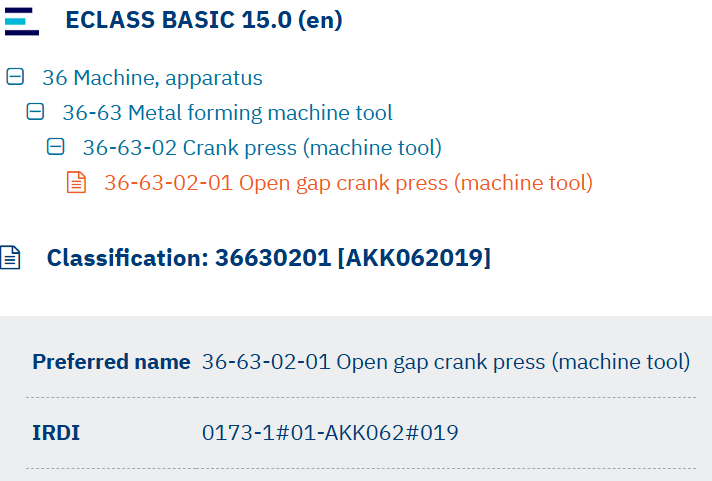 ECLASS BASIC 15.0 (en)
36 Machine, apparatus
36-63 Metal forming machine tool
36-63-02 Crank press (machine tool)
36-63-02-01 Open gap crank press (machine tool)
Classification: 36630201 [AKK062019]
Preferred name 36-63-02-01 Open gap crank press (machine tool)
IRDI 0173-1#01-AKK062#019